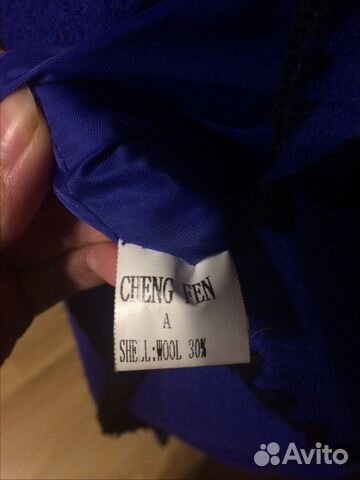 CHENG FEN
A
SHELL:WOOL 30%
Avito